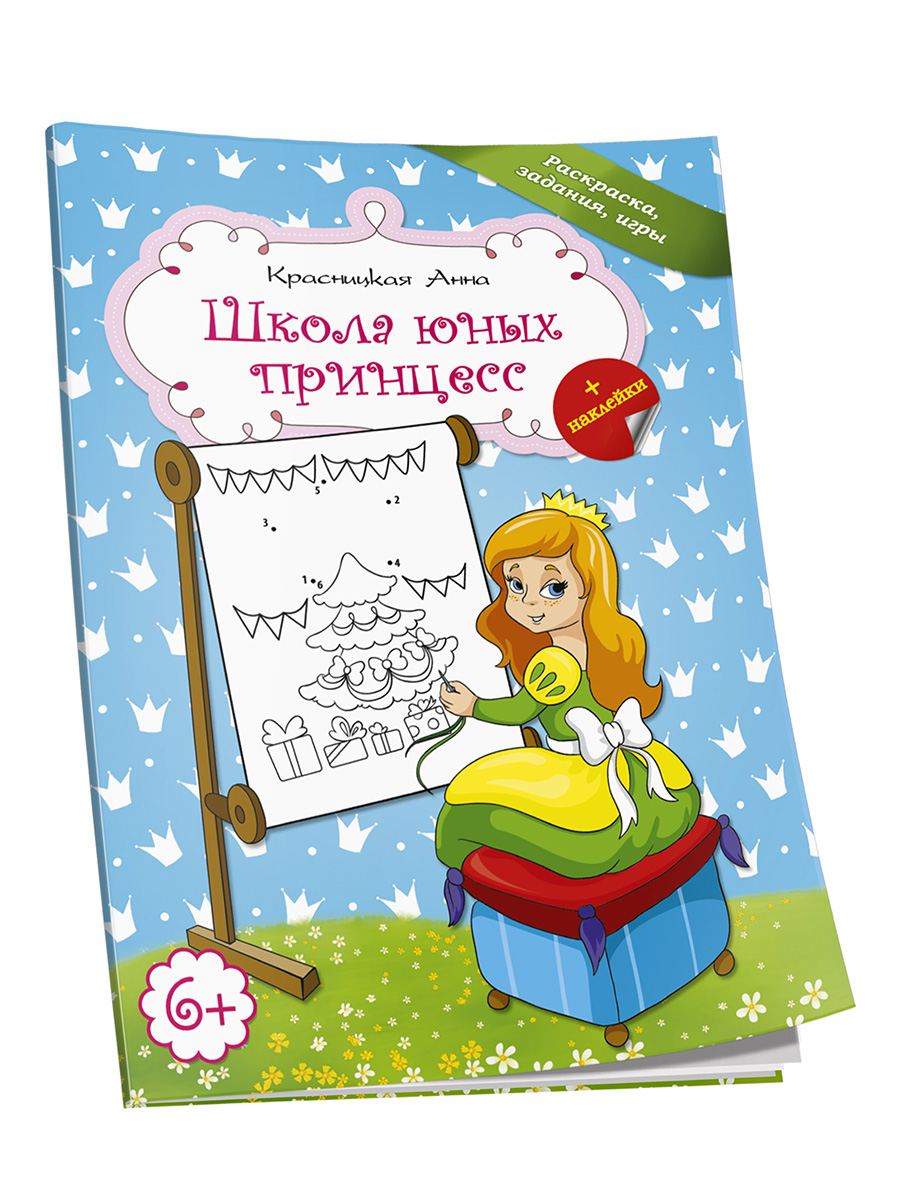 Раскраска,
задания, игры
Красницкая Анна
Школа юных
принцесс
+
наклейки
5
2
3
4
1 6
6+